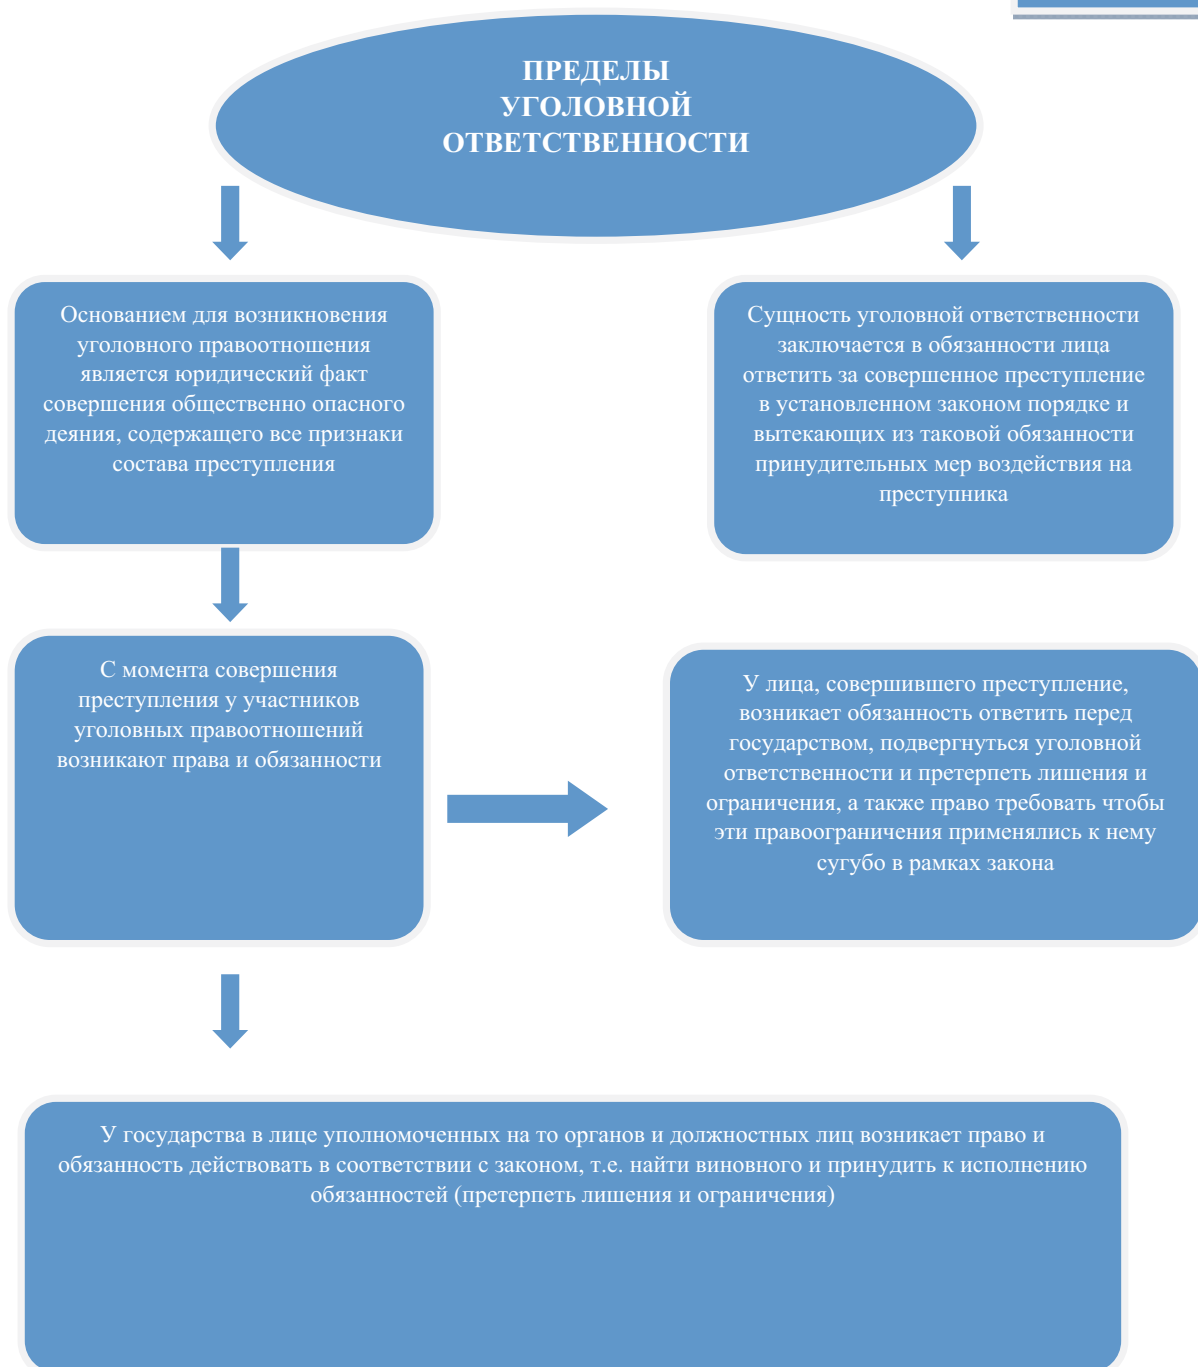 ПРЕДЕЛЫ
УГОЛОВНОЙ
ОТВЕТСТВЕННОСТИ
Основанием для возникновения
уголовного правоотношения
является юридический факт
совершения общественно опасного
деяния, содержащего все признаки
состава преступления
Сущность уголовной ответственности
заключается в обязанности лица
ответить за совершенное преступление
в установленном законом порядке и
вытекающих из таковой обязанности
принудительных мер воздействия на
преступника
С момента совершения
преступления у участников
уголовных правоотношений
возникают права и обязанности
У лица, совершившего преступление,
возникает обязанность ответить перед
государством, подвергнуться уголовной
ответственности и претерпеть лишения и
ограничения, а также право требовать чтобы
эти правоограничения применялись к нему
сугубо в рамках закона
У государства в лице уполномоченных на то органов и должностных лиц возникает право и
обязанность действовать в соответствии с законом, т.е. найти виновного и принудить к исполнению
обязанностей (претерпеть лишения и ограничения)